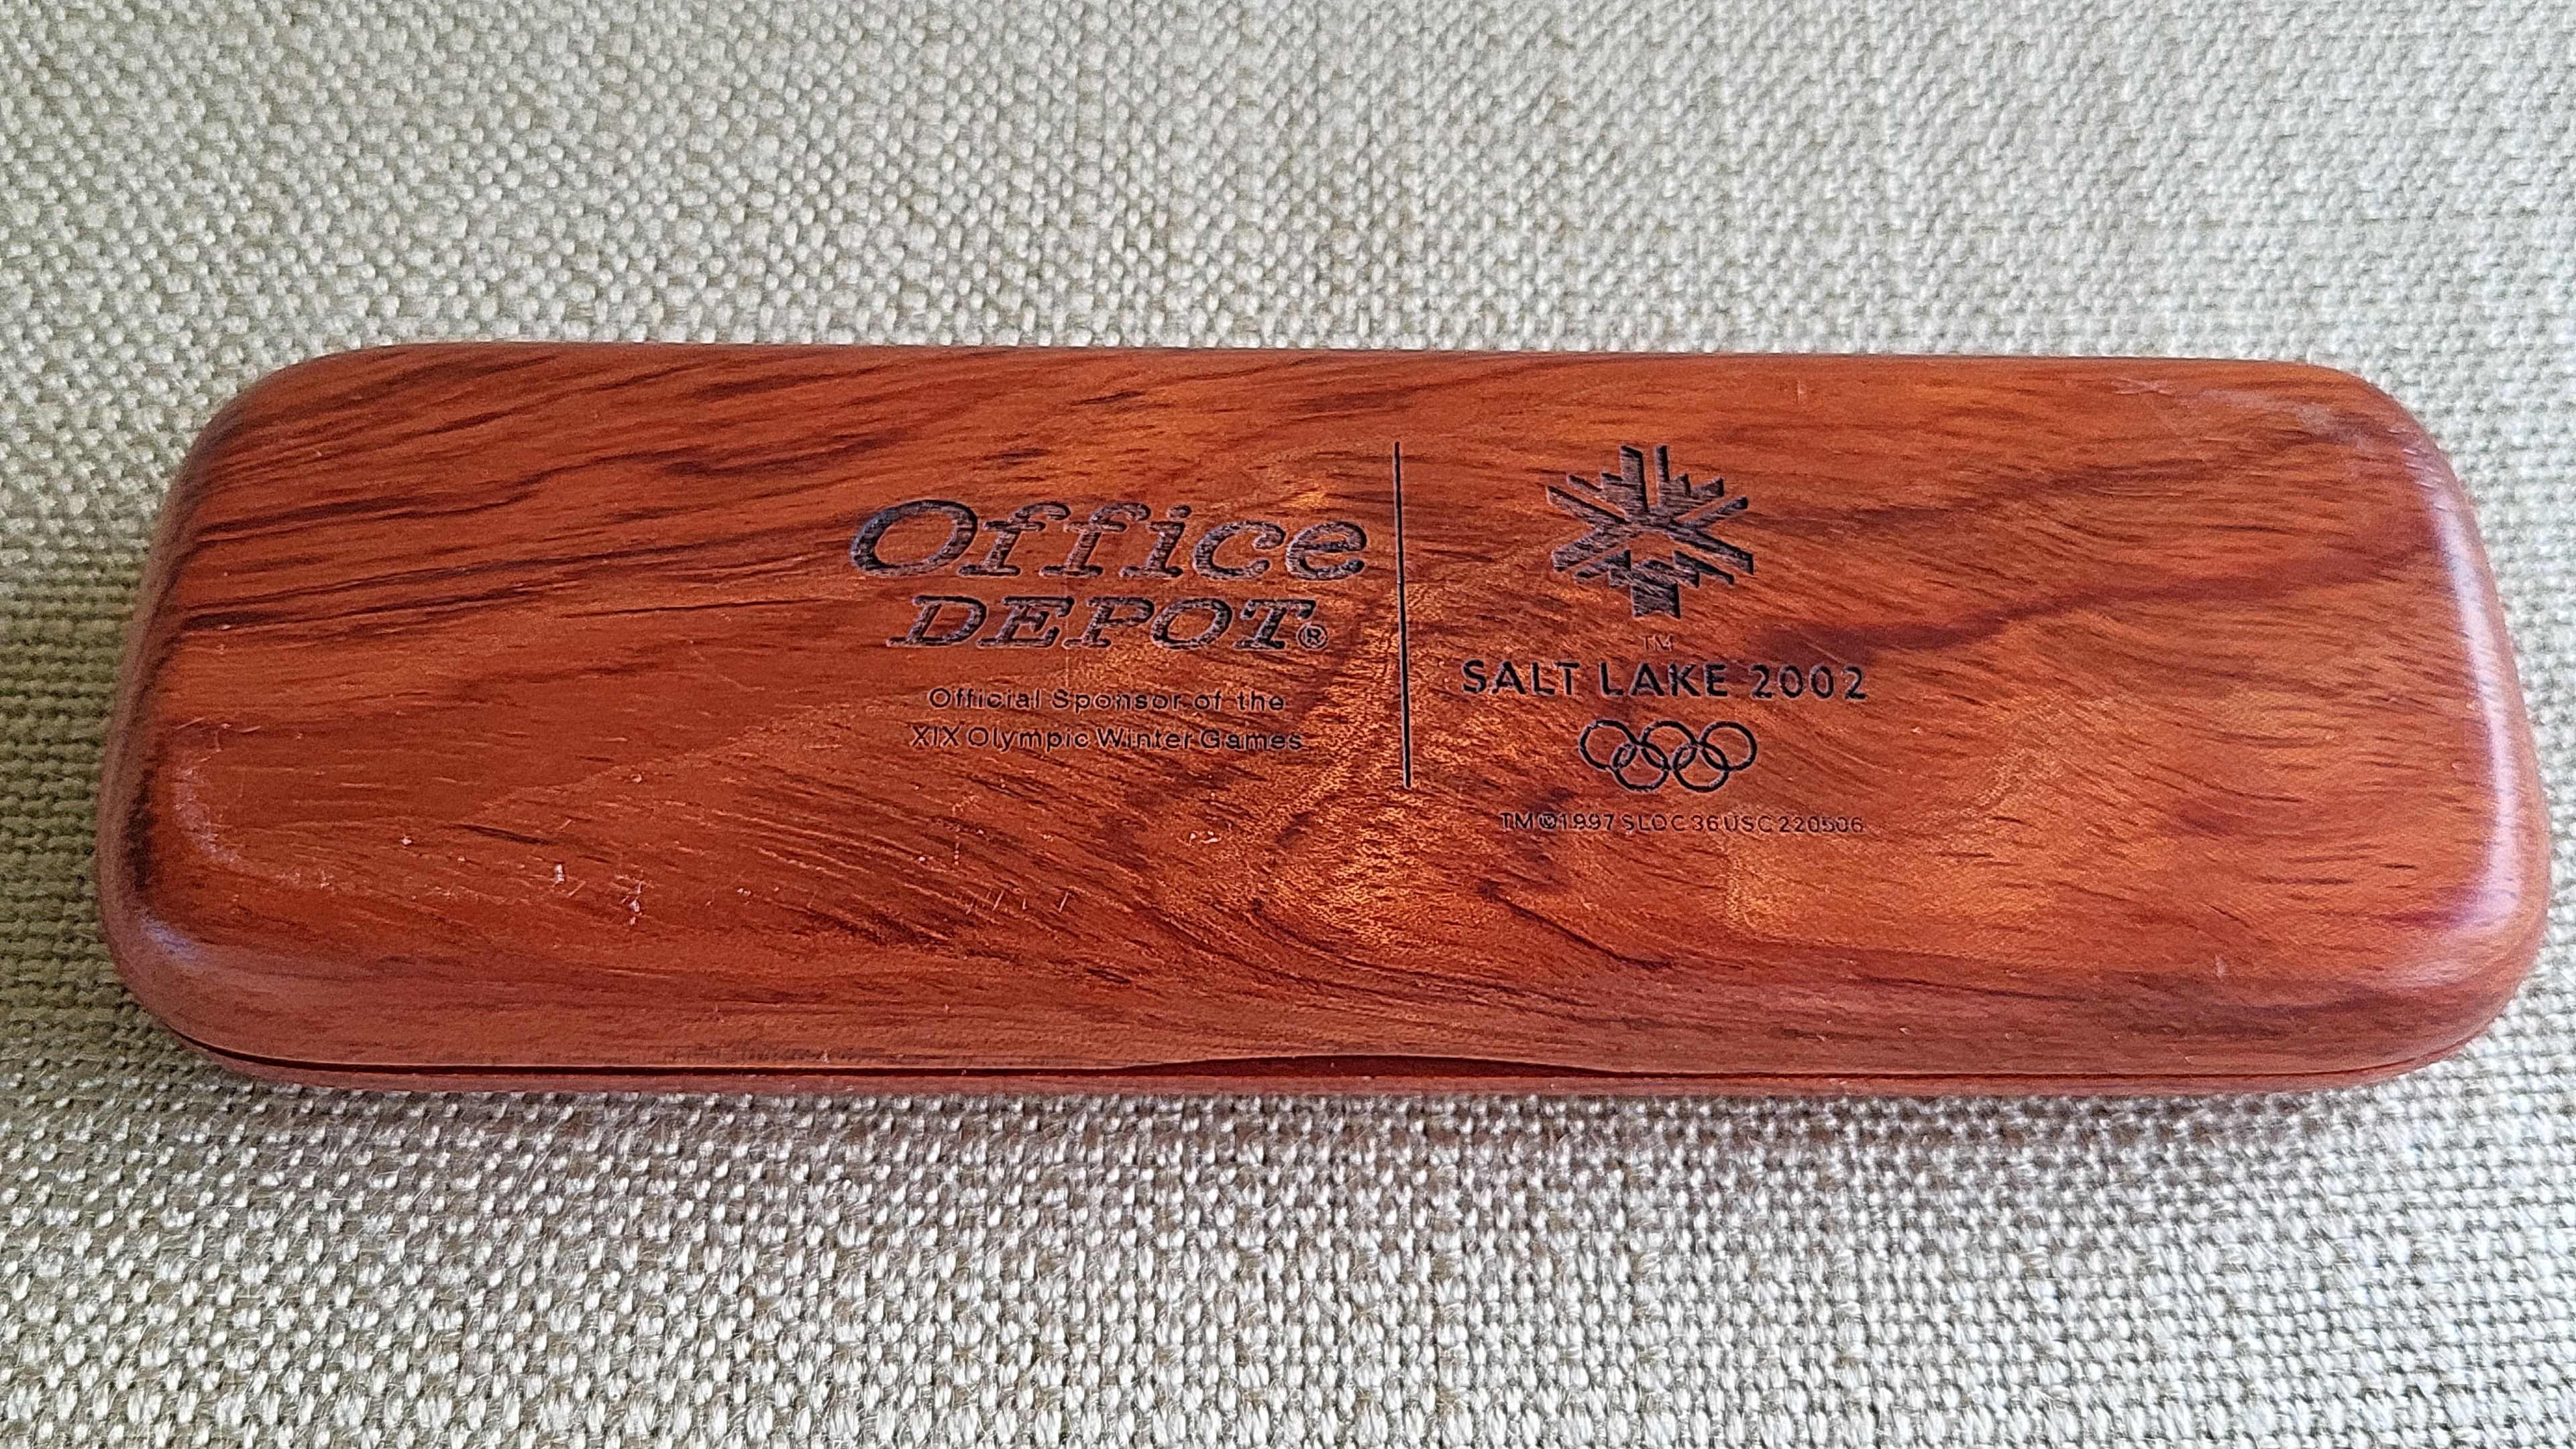 Office
DEPOT®
Official Sponsor of the
XIX Olympic Winter Games
TM
SALT LAKE 2002
TM©1997 SLOC 36 USC 220506